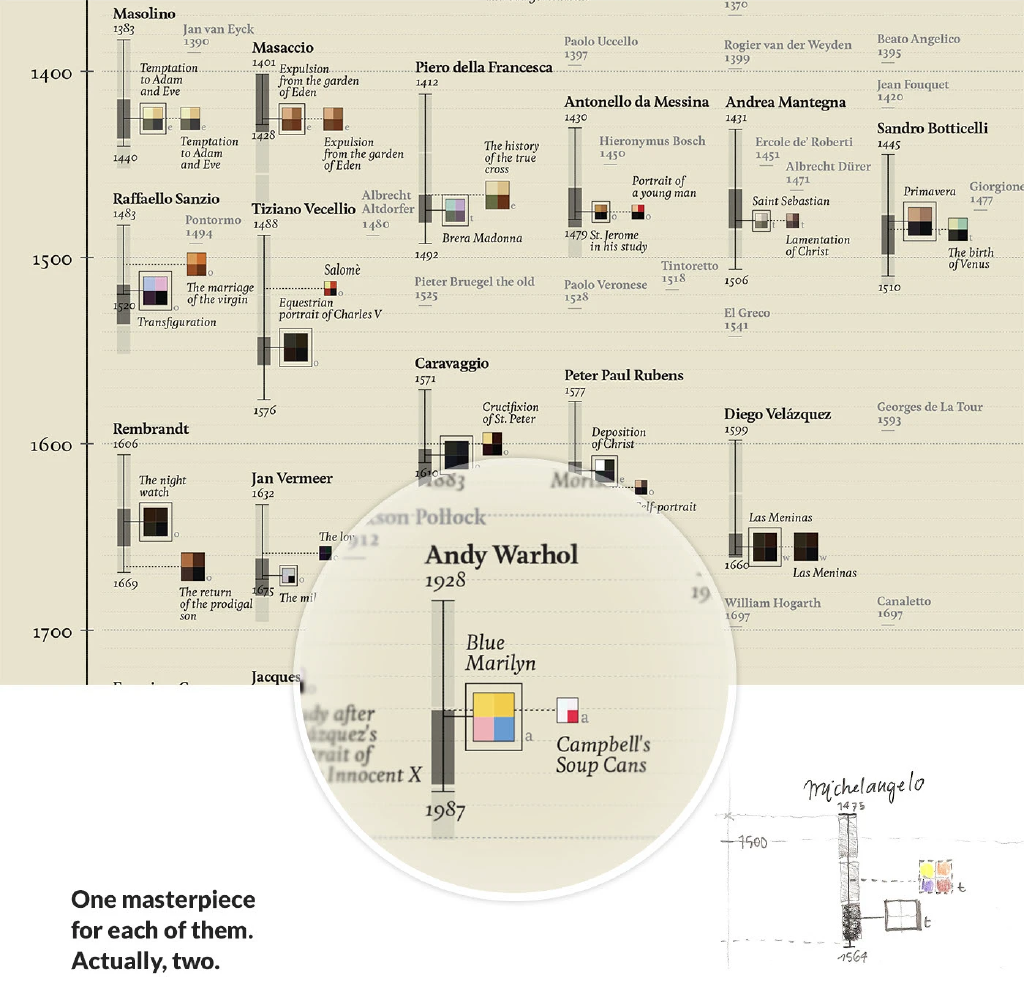 1370
Masolino
1383
Jan van Eyck
1390
Masaccio
1401
Paolo Uccello
1397
Rogier van der Weyden
1399
Beato Angelico
1395
1400
Temptation
to Adam
and Eve
e
e
Temptation
to Adam
and Eve
1440
Expulsion
from the garden
of Eden
e
e
1428
Expulsion
from the garden
of Eden
Piero della Francesca
1412
The history
of the true
cross
e
t
Brera Madonna
1492
Antonello da Messina
1430
Hieronymus Bosch
1450
Portrait of
a young man
o
o
1479
St. Jerome
in his study
Andrea Mantegna
1431
Ercole de' Roberti
1451
Albrecht Dürer
1471
Saint Sebastian
t
t
Lamentation
of Christ
1506
Jean Fouquet
1420
Sandro Botticelli
1445
Giorgione
1477
Primavera
t
t
The birth
of Venus
1510
Raffaello Sanzio
1483
Pontormo
1494
o
The marriage
of the virgin
1520
o
Transfiguration
Tiziano Vecellio
1488
Albrecht
Altdorfer
1480
Salomè
o
Equestrian
portrait of Charles V
o
1576
1500
Pieter Bruegel the old
1525
Paolo Veronese
1528
Tintoretto
1518
El Greco
1541
Caravaggio
1571
Crucifixion
of St. Peter
o
1610
Peter Paul Rubens
1577
Deposition
of Christ
o
elf-portrait
Diego Velázquez
1599
Las Meninas
w
w
Las Meninas
1660
Georges de La Tour
1593
1600
Rembrandt
1606
The night
watch
o
o
1669
The return
of the prodigal
son
Jan Vermeer
1632
The lov
1675
The mil
William Hogarth
1697
Canaletto
1697
1700
Jacques
1883
Moris
kson Pollock
912
19
Andy Warhol
1928
Blue
Marilyn
a
a
Campbell's
Soup Cans
1987
dy after
ázquez's
rait of
Innocent X
One masterpiece
for each of them.
Actually, two.
michelangelo
1475
1500
t
t
1564